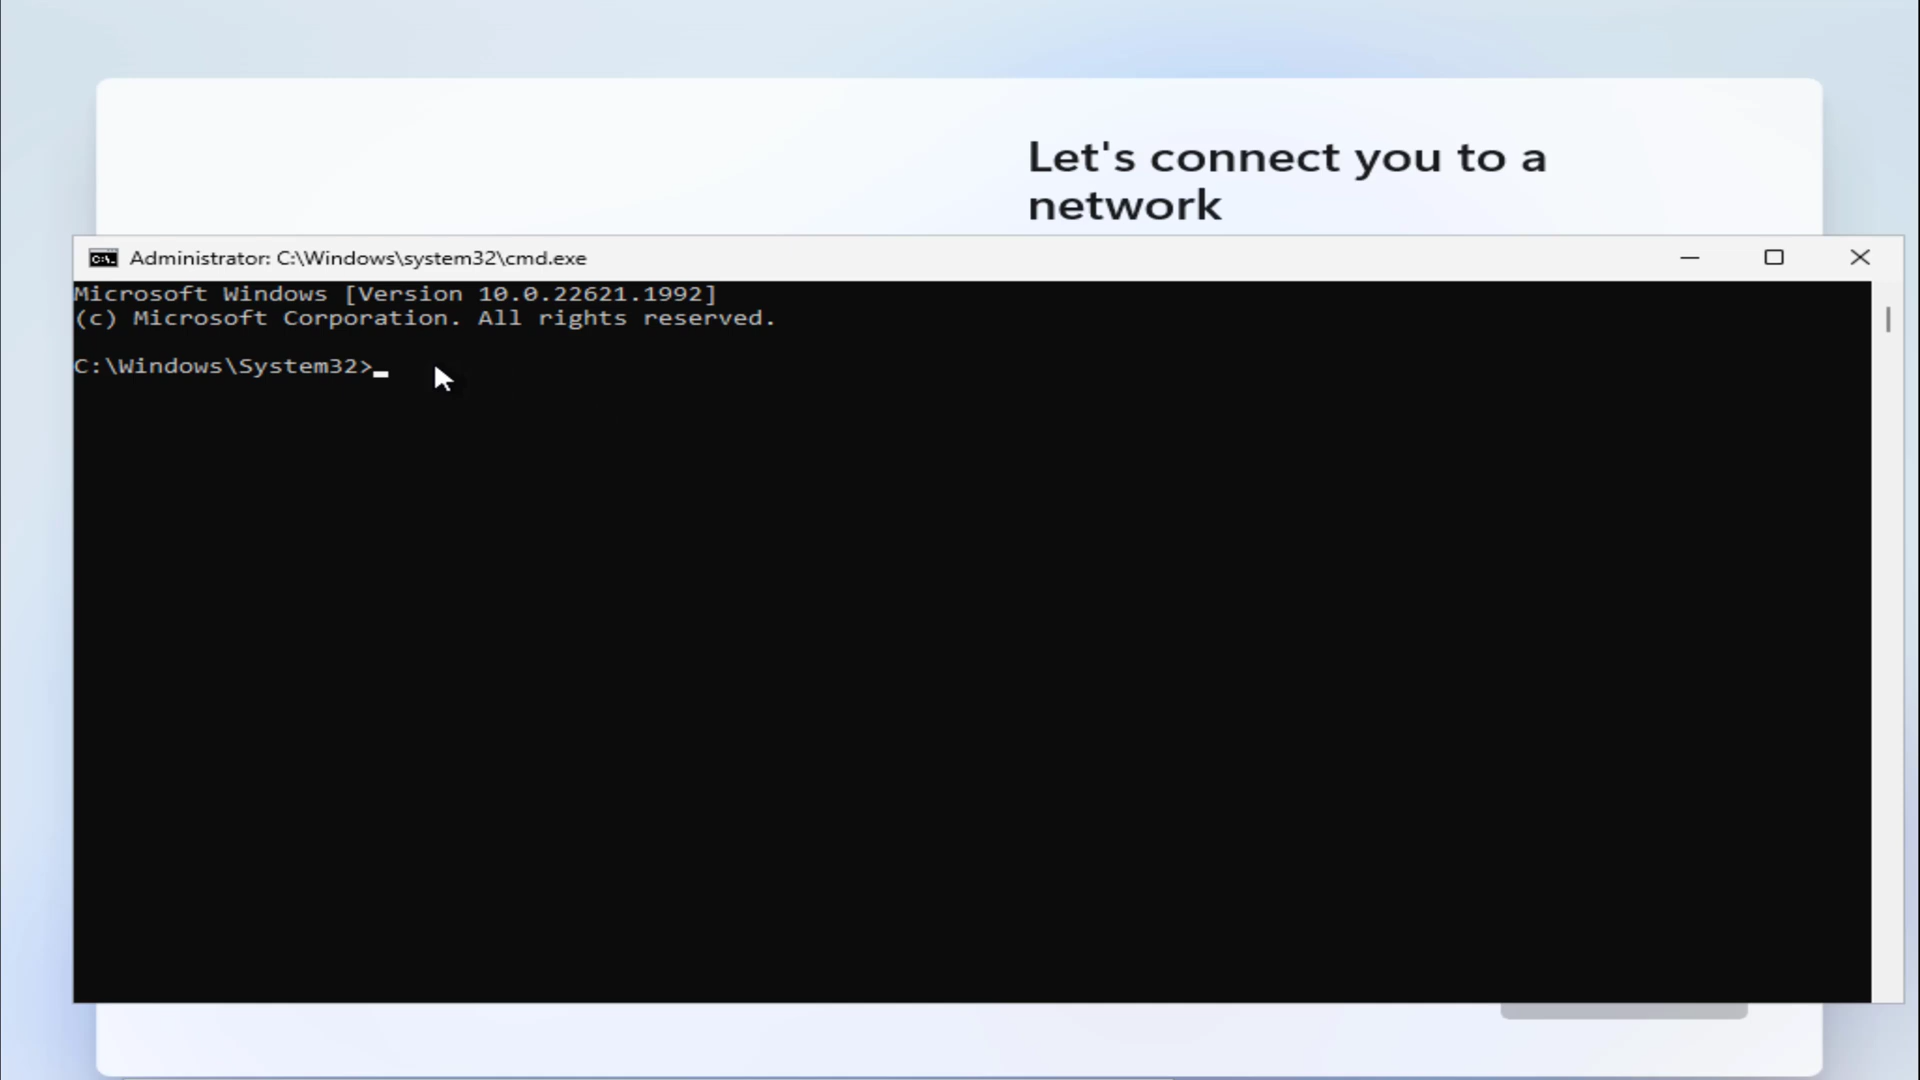 Let's connect you to a
network
Administrator: C:\Windows\system32\cmd.exe
Microsoft Windows [Version 10.0.22621.1992]
(c) Microsoft Corporation. All rights reserved.
C:\Windows\System32>